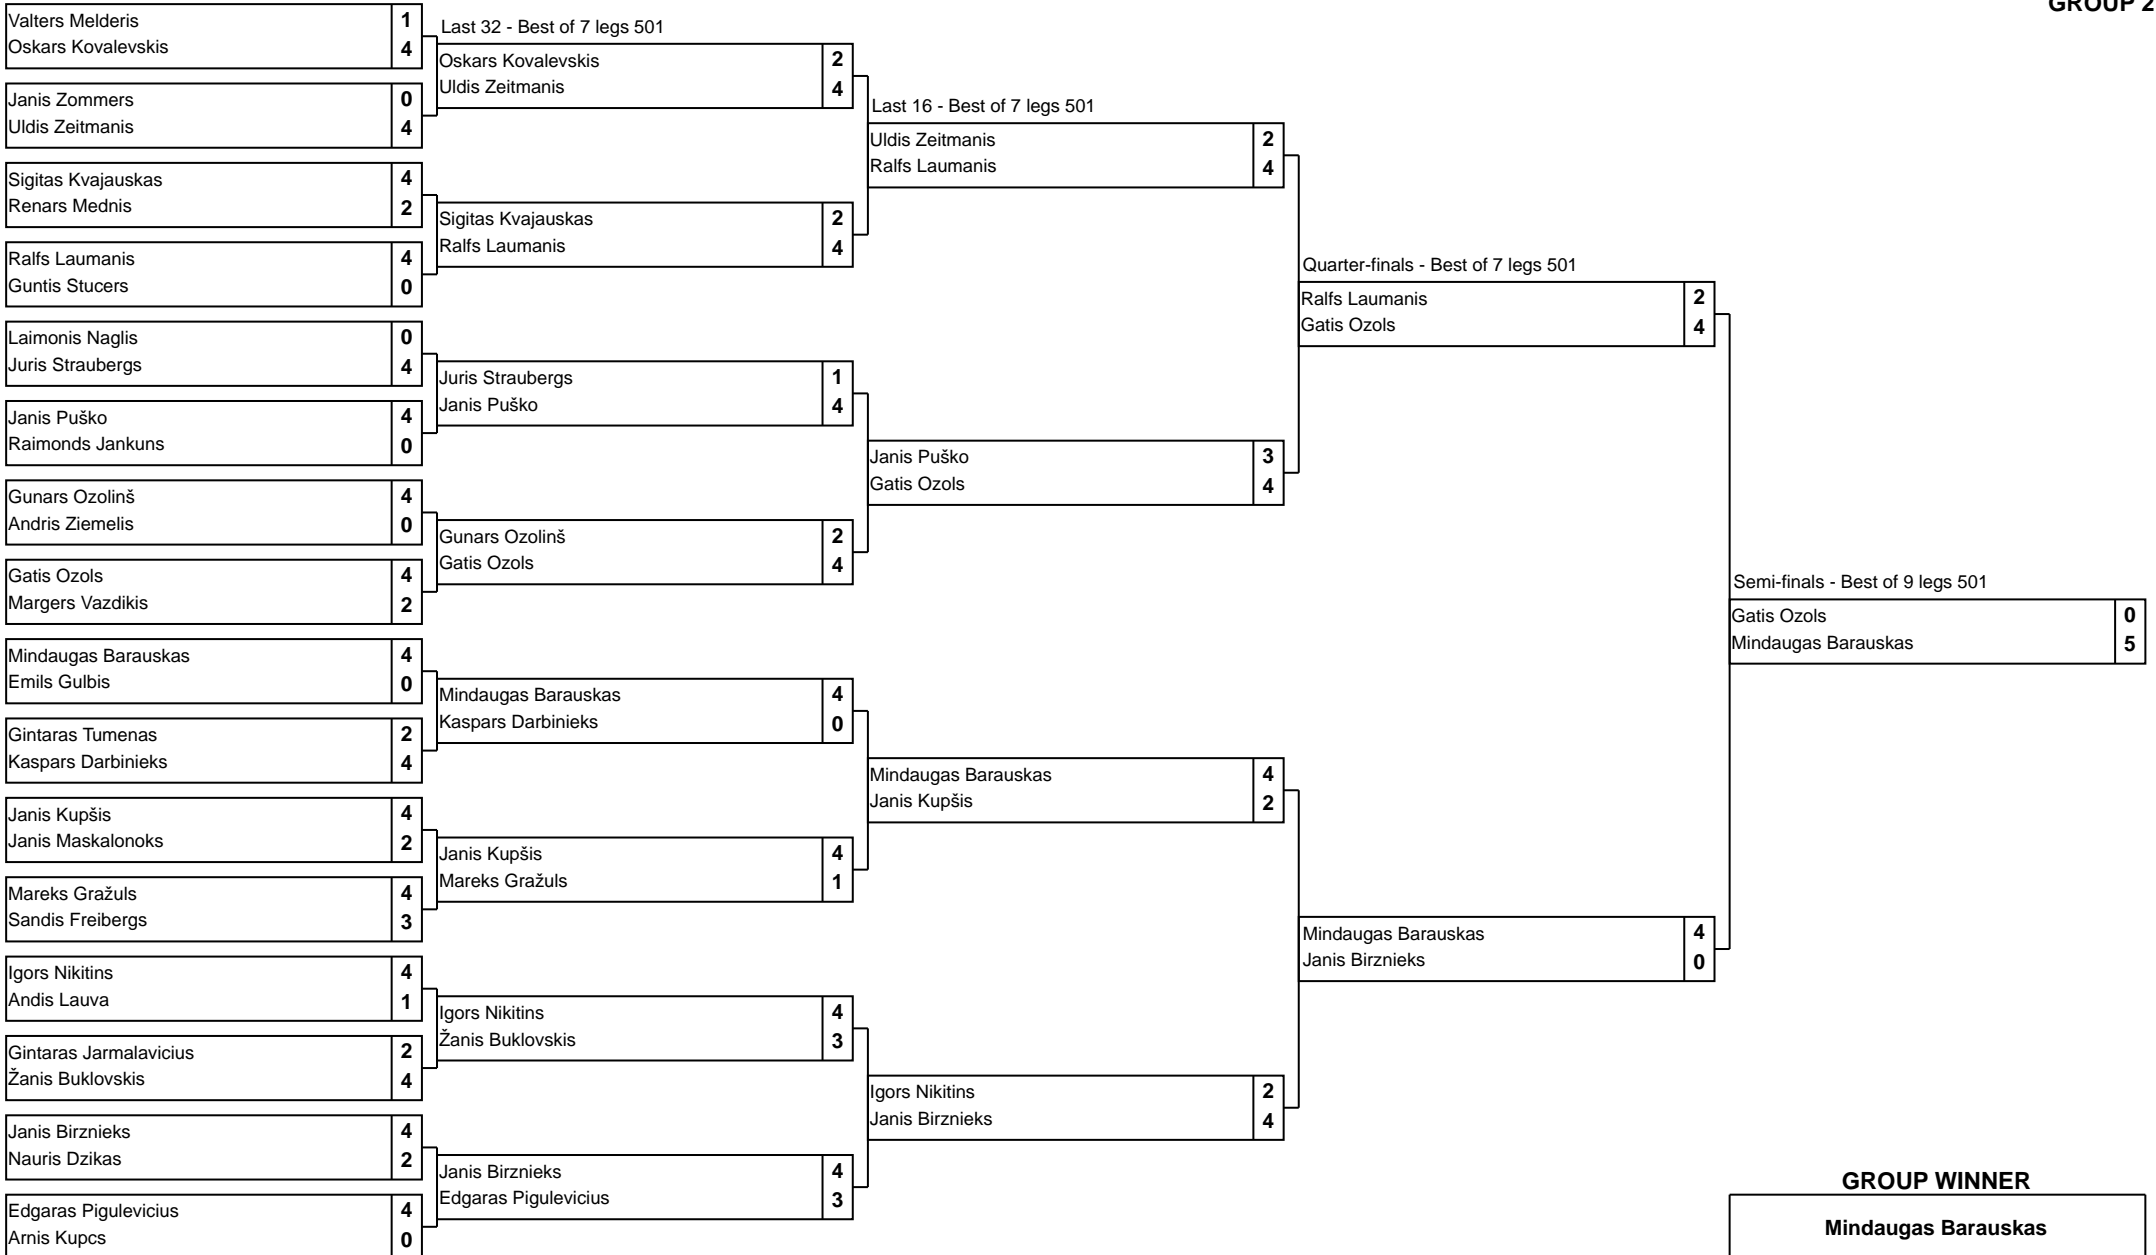 GROUP 2
Valters Melderis 1
Oskars Kovalevskis 4
Janis Zommers 0
Uldis Zeitmanis 4
Sigitas Kvajauskas 4
Renars Mednis 2
Ralfs Laumanis 4
Guntis Stucers 0
Laimonis Naglis 0
Juris Straubergs 4
Janis Puško 4
Raimonds Jankuns 0
Gunars Ozolinš 4
Andris Ziemelis 0
Gatis Ozols 4
Margers Vazdikis 2
Mindaugas Barauskas 4
Emils Gulbis 0
Gintaras Tumenas 2
Kaspars Darbinieks 4
Janis Kupšis 4
Janis Maskalonoks 2
Mareks Gražuls 4
Sandis Freibergs 3
Igors Nikitins 4
Andis Lauva 1
Gintaras Jarmalavicius 2
Žanis Buklovskis 4
Janis Birznieks 4
Nauris Dzikas 2
Edgaras Pigulevicius 4
Arnis Kupcs 0
Last 32 - Best of 7 legs 501
Oskars Kovalevskis 2
Uldis Zeitmanis 4
Sigitas Kvajauskas 2
Ralfs Laumanis 4
Juris Straubergs 1
Janis Puško 4
Gunars Ozolinš 2
Gatis Ozols 4
Mindaugas Barauskas 4
Kaspars Darbinieks 0
Janis Kupšis 4
Mareks Gražuls 1
Igors Nikitins 4
Žanis Buklovskis 3
Janis Birznieks 4
Edgaras Pigulevicius 3
Last 16 - Best of 7 legs 501
Uldis Zeitmanis 2
Ralfs Laumanis 4
Janis Puško 3
Gatis Ozols 4
Mindaugas Barauskas 4
Janis Kupšis 2
Igors Nikitins 2
Janis Birznieks 4
Quarter-finals - Best of 7 legs 501
Ralfs Laumanis 2
Gatis Ozols 4
Mindaugas Barauskas 4
Janis Birznieks 0
Semi-finals - Best of 9 legs 501
Gatis Ozols 0
Mindaugas Barauskas 5
GROUP WINNER
Mindaugas Barauskas